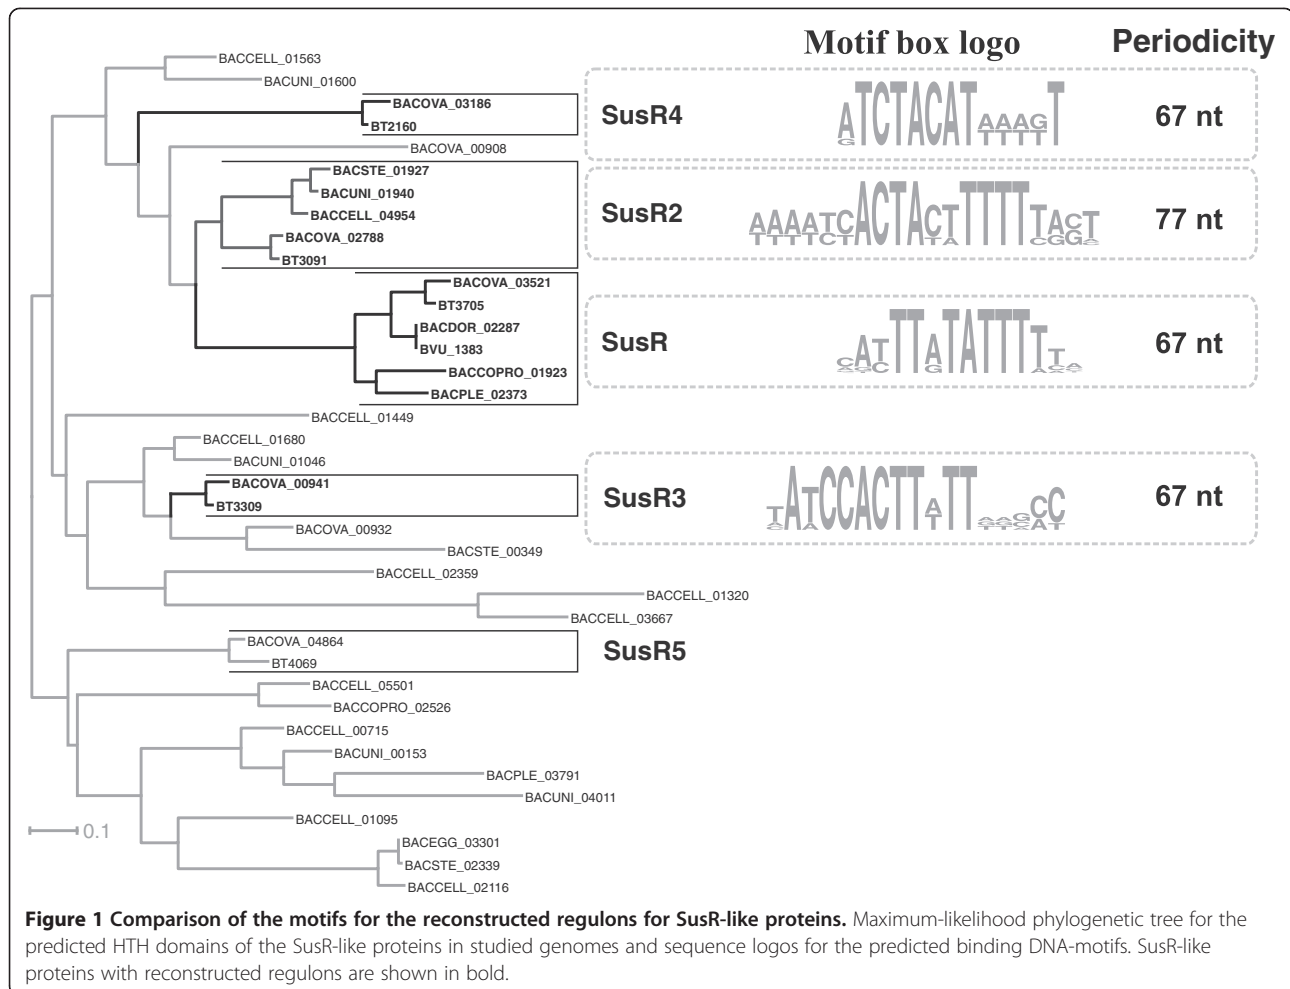 Motif box logo
Periodicity
BACCELL_01563
BACUNI_01600
BACOVA_03186
BT2160
SusR4
67 nt
BACOVA_00908
BACSTE_01927
BACUNI_01940
BACCELL_04954
BACOVA_02788
BT3091
SusR2
77 nt
BACOVA_03521
BT3705
BACDOR_02287
BVU_1383
BACCOPRO_01923
BACPLE_02373
SusR
67 nt
BACCELL_01449
BACCELL_01680
BACUNI_01046
BACOVA_00941
BT3309
SusR3
67 nt
BACOVA_00932
BACSTE_00349
BACCELL_02359
BACCELL_01320
BACCELL_03667
BACOVA_04864
BT4069
SusR5
BACCELL_05501
BACCOPRO_02526
BACCELL_00715
BACUNI_00153
BACPLE_03791
BACUNI_04011
BACCELL_01095
0.1
BACEGG_03301
BACSTE_02339
BACCELL_02116
Figure 1 Comparison of the motifs for the reconstructed regulons for SusR-like proteins. Maximum-likelihood phylogenetic tree for the
predicted HTH domains of the SusR-like proteins in studied genomes and sequence logos for the predicted binding DNA-motifs. SusR-like
proteins with reconstructed regulons are shown in bold.